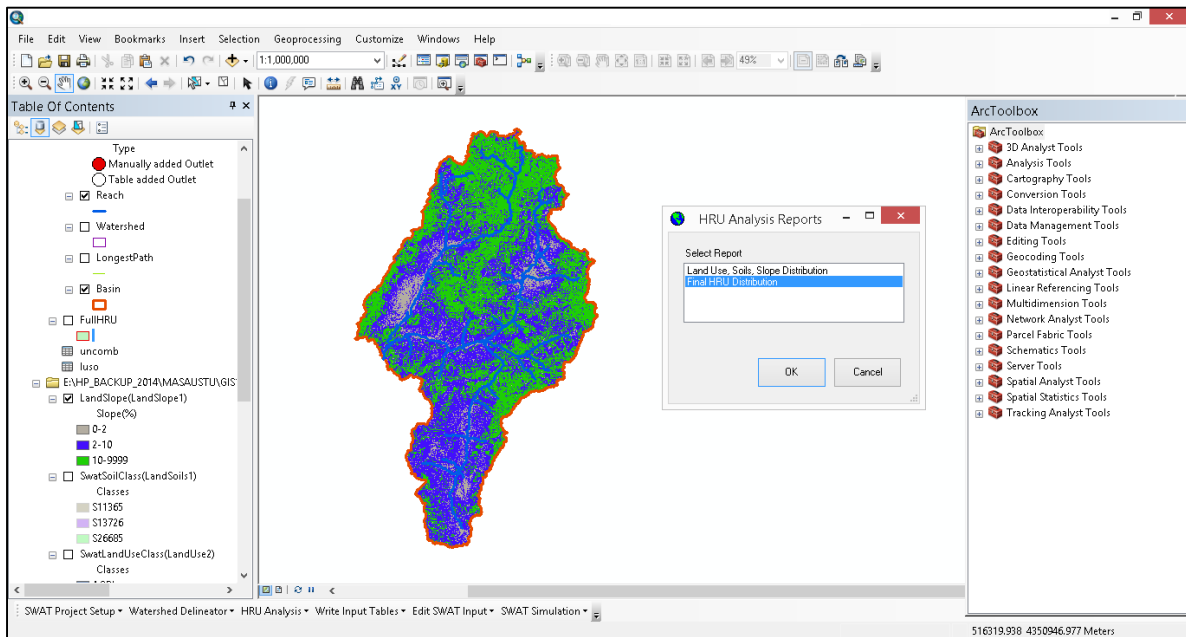 File Edit View Bookmarks Insert Selection Geoprocessing Customize Windows Help
1:1,000,000
49%
Table Of Contents
Type
Manually added Outlet
Table added Outlet
Reach
Watershed
LongestPath
Basin
FullHRU
uncomb
luso
E:\HP_BACKUP_2014\MASAUSTU\GIS
LandSlope(LandSlope1)
Slope(%)
0-2
2-10
10-9999
SwatSoilClass(LandSoils1)
Classes
S11365
S13726
S26685
SwatLandUseClass(LandUse2)
Classes
HRU Analysis Reports
Select Report
Land Use, Soils, Slope Distribution
Final HRU Distribution
OK Cancel
ArcToolbox
ArcToolbox
3D Analyst Tools
Analysis Tools
Cartography Tools
Conversion Tools
Data Interoperability Tools
Data Management Tools
Editing Tools
Geocoding Tools
Geostatistical Analyst Tools
Linear Referencing Tools
Multidimension Tools
Network Analyst Tools
Parcel Fabric Tools
Schematics Tools
Server Tools
Spatial Analyst Tools
Spatial Statistics Tools
Tracking Analyst Tools
SWAT Project Setup Watershed Delineator HRU Analysis Write Input Tables Edit SWAT Input SWAT Simulation
516319.938 4350946.977 Meters